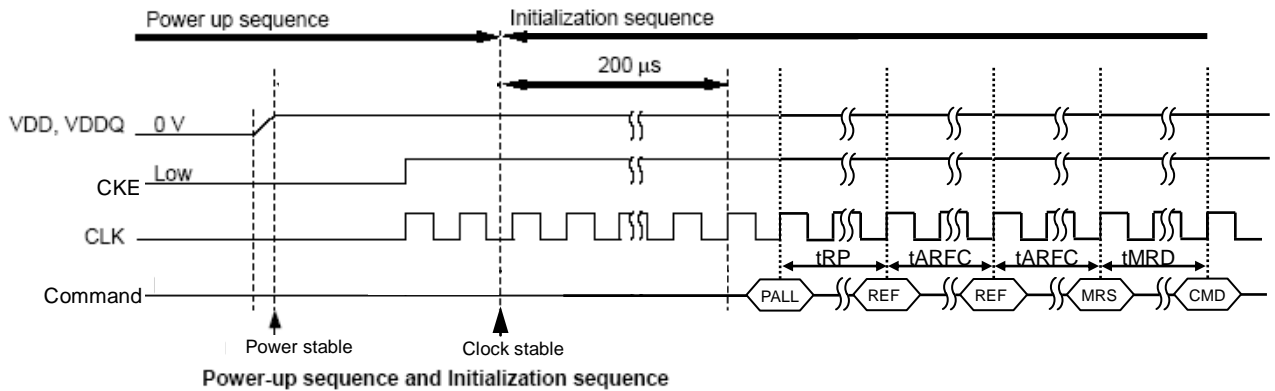 Power up sequence
Initialization sequence
200 µs
VDD, VDDQ 0 V
CKE Low
CLK
tRP tARFC tARFC tMRD
Command PALL REF REF MRS CMD
Power stable
Clock stable
Power-up sequence and Initialization sequence